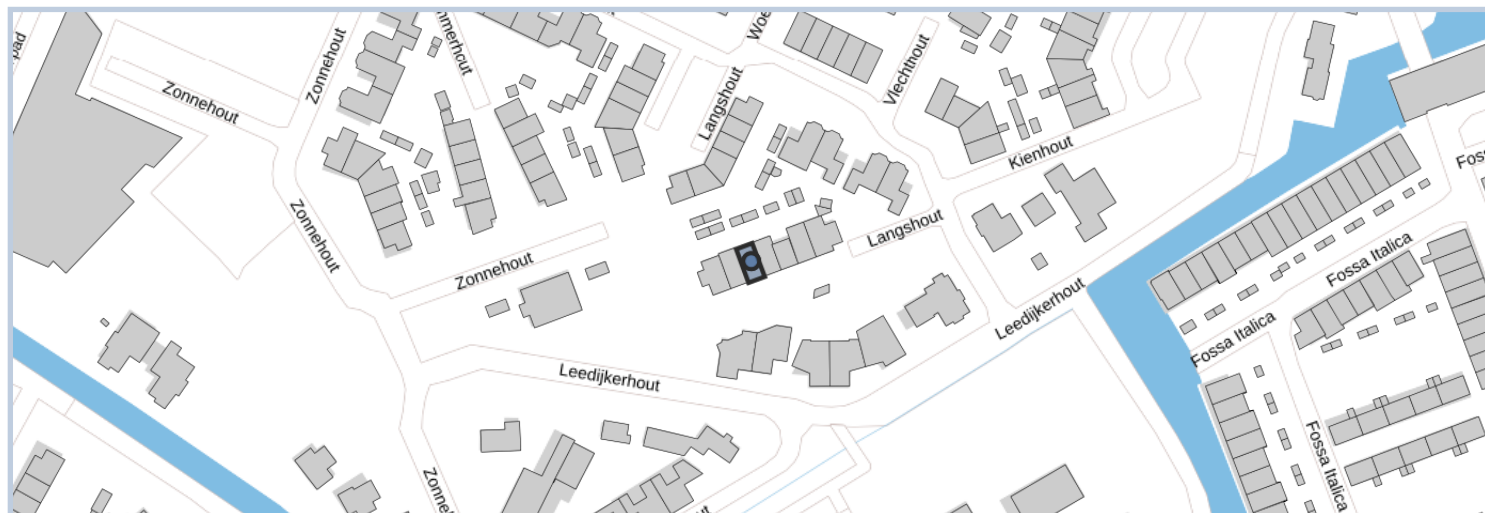 Zonnehout
Zonnehout
Langshout
Vlechthout
Kienhout
Zonnehout
Zonnehout
Langshout
Leedijkerhout
Leedijkerhout
Fossa Italica
Fossa Italica
Fossa Italica